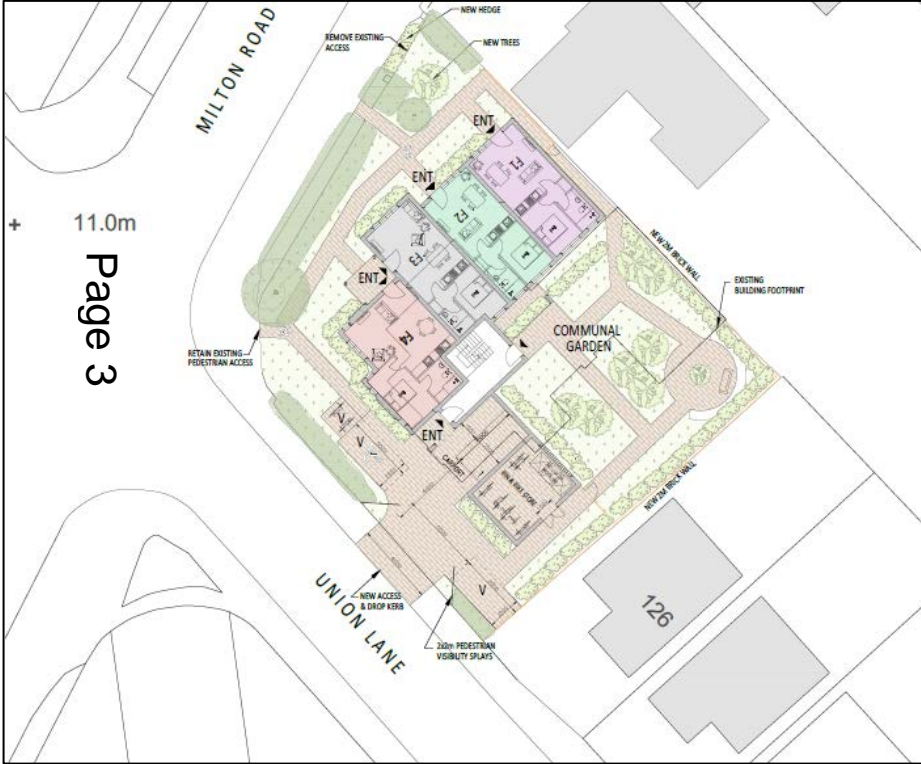 NEW HEDGE
REMOVE EXISTING
ACCESS
NEW TREES
MILTON ROAD
ENT
F1
ENT
F2
11.0m
Page 3
F3
ENT
F4
NEW 2M BRICK WALL
EXISTING
BUILDING FOOTPRINT
COMMUNAL
GARDEN
RETAIN EXISTING
PEDESTRIAN ACCESS
V
V
ENT
CARPORT
BIN & BIKE STORE
NEW 2M BRICK WALL
V
UNION LANE
NEW ACCESS
& DROP KERB
2x2m PEDESTRIAN
VISIBILITY SPLAYS
126